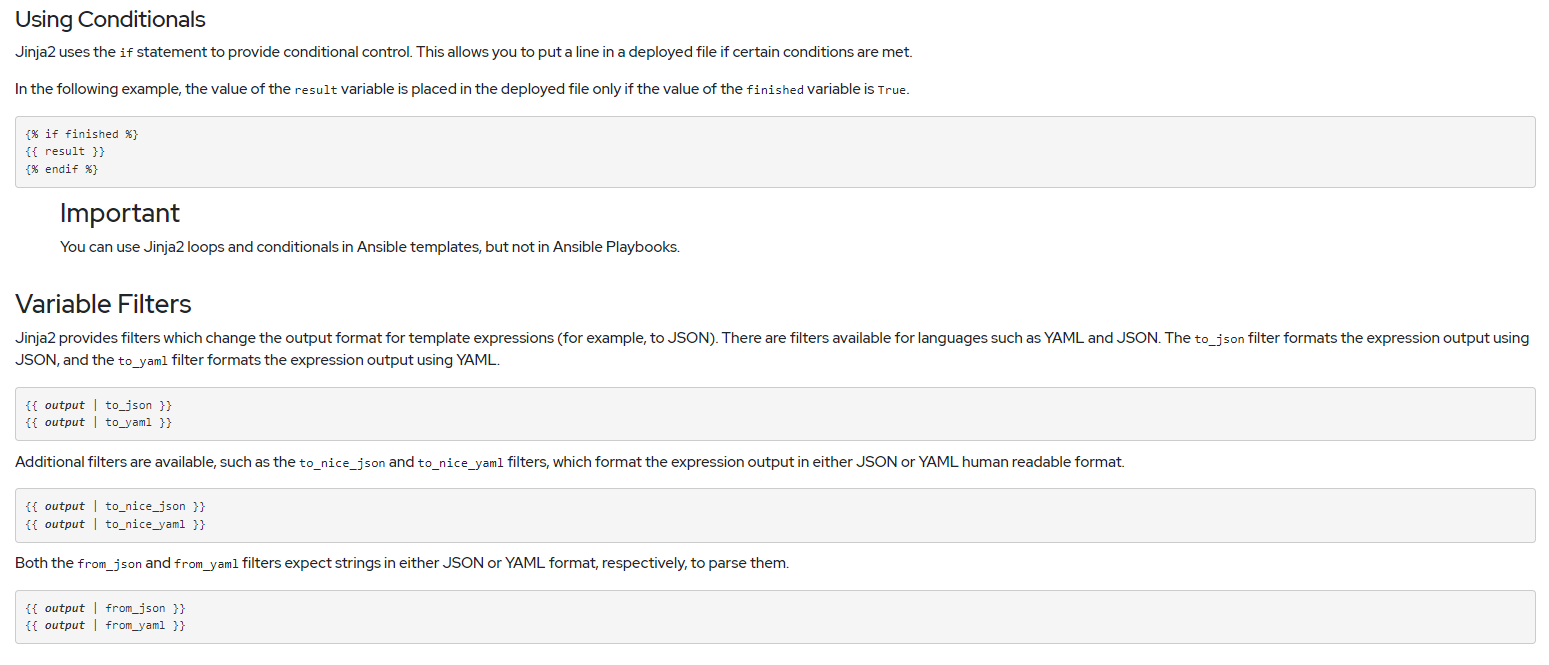 Using Conditionals
Jinja2 uses the if statement to provide conditional control. This allows you to put a line in a deployed file if certain conditions are met.
In the following example, the value of the result variable is placed in the deployed file only if the value of the finished variable is True.
{% if finished %}
{{ result }}
{% endif %}
Important
You can use Jinja2 loops and conditionals in Ansible templates, but not in Ansible Playbooks.
Variable Filters
Jinja2 provides filters which change the output format for template expressions (for example, to JSON). There are filters available for languages such as YAML and JSON. The to_json filter formats the expression output using
JSON, and the to_yaml filter formats the expression output using YAML.
{{ output | to_json }}
{{ output | to_yaml }}
Additional filters are available, such as the to_nice_json and to_nice_yaml filters, which format the expression output in either JSON or YAML human readable format.
{{ output | to_nice_json }}
{{ output | to_nice_yaml }}
Both the from_json and from_yaml filters expect strings in either JSON or YAML format, respectively, to parse them.
{{ output | from_json }}
{{ output | from_yaml }}